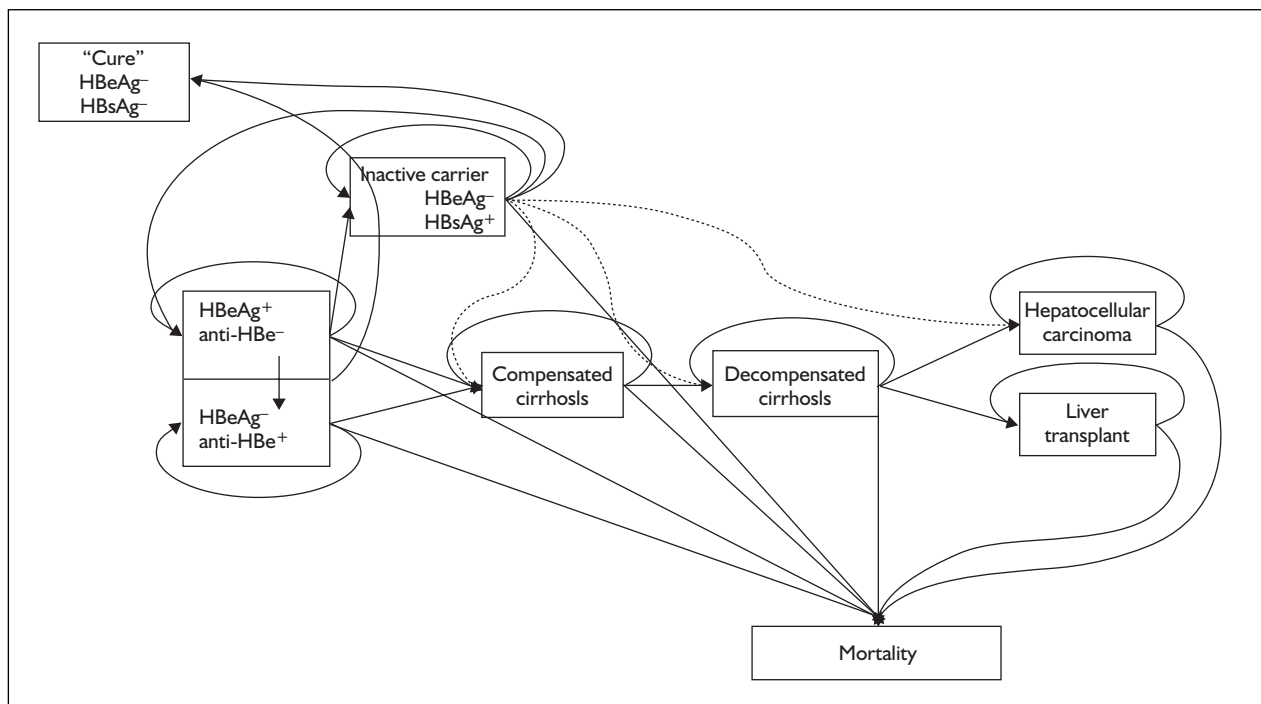 “Cure”
HBeAg⁻
HBsAg⁻
Inactive carrier
HBeAg⁻
HBsAg⁺
HBeAg⁺
anti-HBe⁻
HBeAg⁻
anti-HBe⁺
Compensated
cirrhosls
Decompensated
cirrhosls
Hepatocellular
carcinoma
Liver
transplant
Mortality